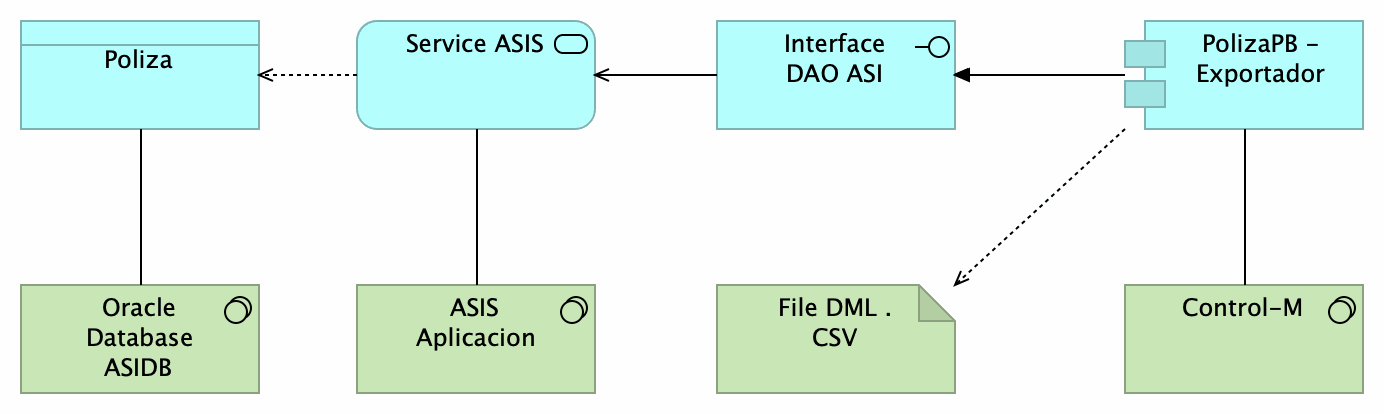 Poliza
Service ASIS
Interface
DAO ASI
PolizaPB -
Exportador
Oracle
Database
ASIDB
ASIS
Aplicacion
File DML .
CSV
Control-M